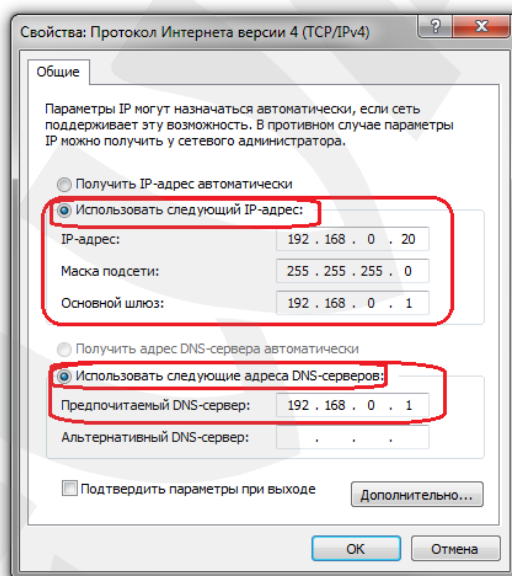 Свойства: Протокол Интернета версии 4 (TCP/IPv4)
?
X
Общие
Параметры IP могут назначаться автоматически, если сеть
поддерживает эту возможность. В противном случае параметры
IP можно получить у сетевого администратора.
Получить IP-адрес автоматически
Использовать следующий IP-адрес:
IP-адрес: 192 . 168 . 0 . 20
Маска подсети: 255 . 255 . 255 . 0
Основной шлюз: 192 . 168 . 0 . 1
Получить адрес DNS-сервера автоматически
Использовать следующие адреса DNS-серверов:
Предпочитаемый DNS-сервер: 192 . 168 . 0 . 1
Альтернативный DNS-сервер: . . .
Подтвердить параметры при выходе
Дополнительно...
ОК
Отмена